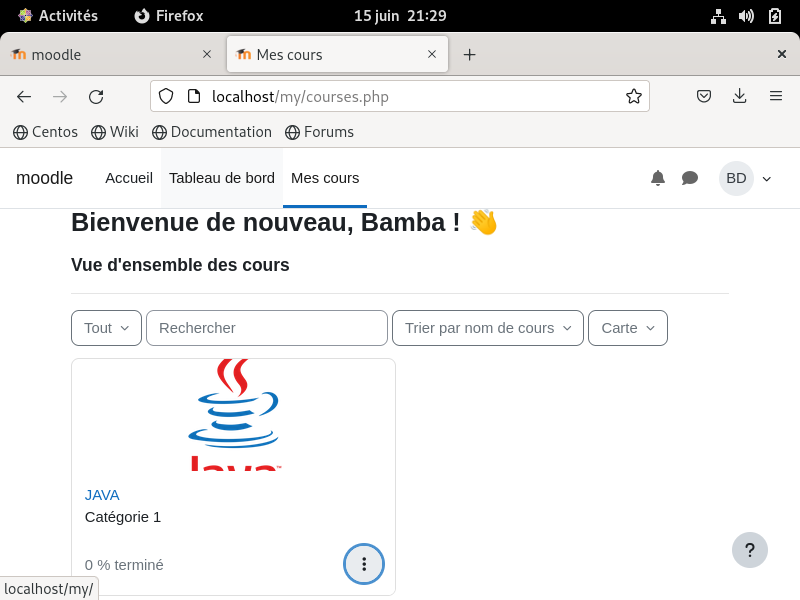 Activités Firefox 15 juin 21:29
moodle Mes cours
localhost/my/courses.php
Centos Wiki Documentation Forums
moodle Accueil Tableau de bord Mes cours BD
Bienvenue de nouveau, Bamba ! 👋
Vue d'ensemble des cours
Tout Rechercher Trier par nom de cours Carte
Java™
JAVA
Catégorie 1
0 % terminé
?
localhost/my/